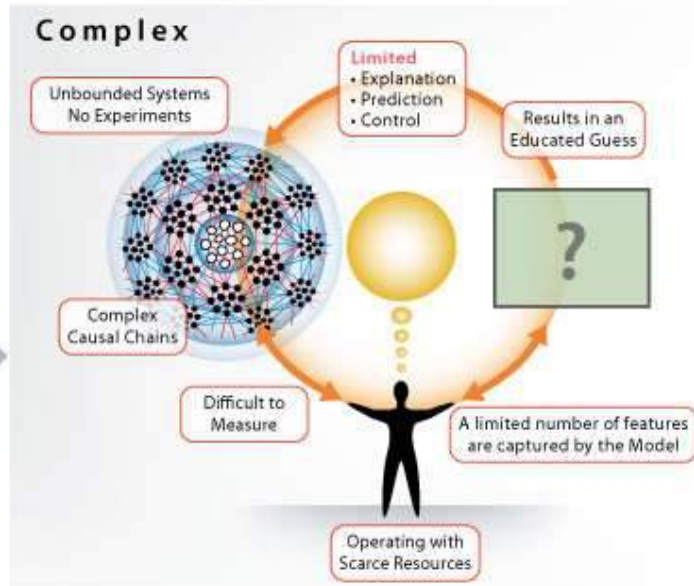 Complex
Limited
• Explanation
• Prediction
• Control
Unbounded Systems
No Experiments
Results in an
Educated Guess
?
Complex
Causal Chains
Difficult to
Measure
A limited number of features
are captured by the Model
Operating with
Scarce Resources